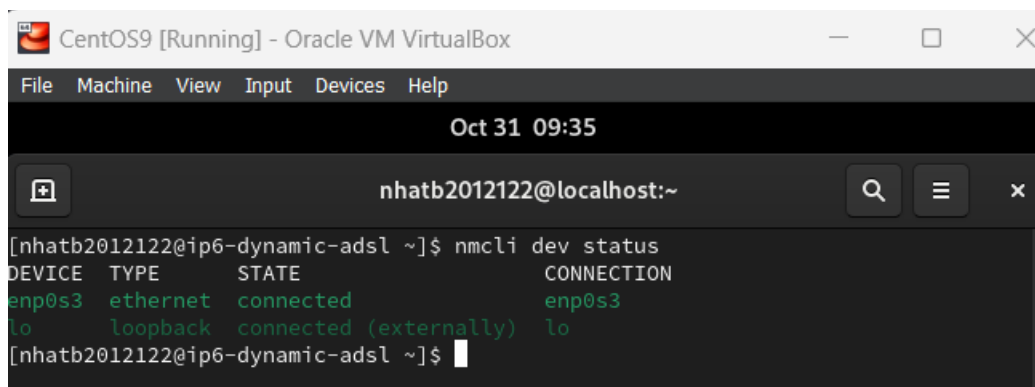 CentOS9 [Running] - Oracle VM VirtualBox
File Machine View Input Devices Help
Oct 31 09:35
nhatb2012122@localhost:~
[nhatb2012122@ip6-dynamic-adsl ~]$ nmcli dev status
DEVICE TYPE STATE CONNECTION
enp0s3 ethernet connected enp0s3
lo loopback connected (externally) lo
[nhatb2012122@ip6-dynamic-adsl ~]$